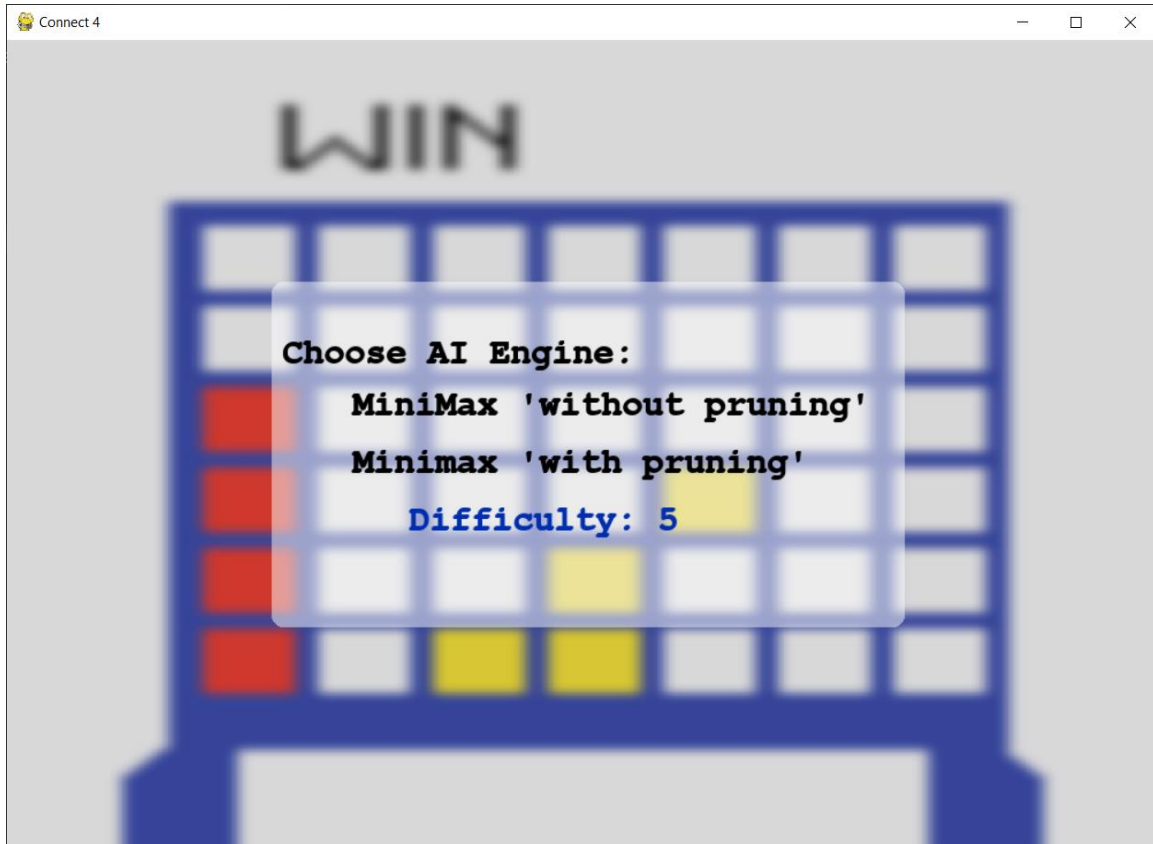 Connect 4
WIN
Choose AI Engine:
MiniMax 'without pruning'
Minimax 'with pruning'
Difficulty: 5